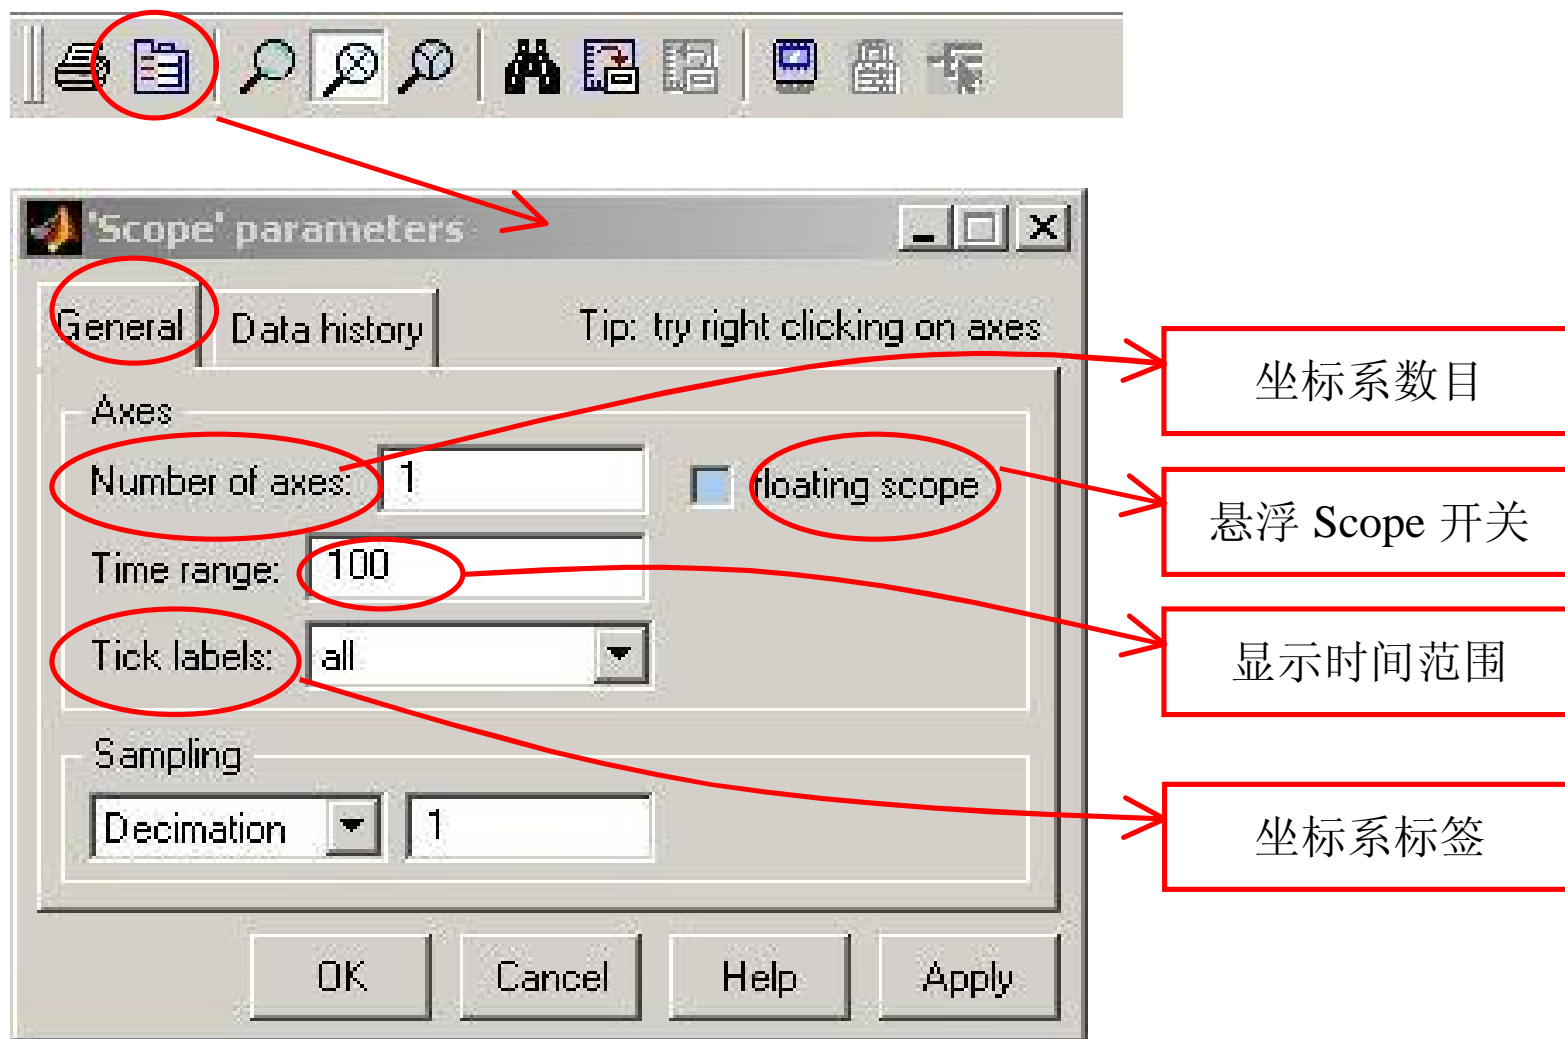 'Scope' parameters
General
Data history
Tip: try right clicking on axes
Axes
Number of axes: 1
floating scope
Time range: 100
Tick labels: all
Sampling
Decimation 1
OK
Cancel
Help
Apply
坐标系数目
悬浮 Scope 开关
显示时间范围
坐标系标签